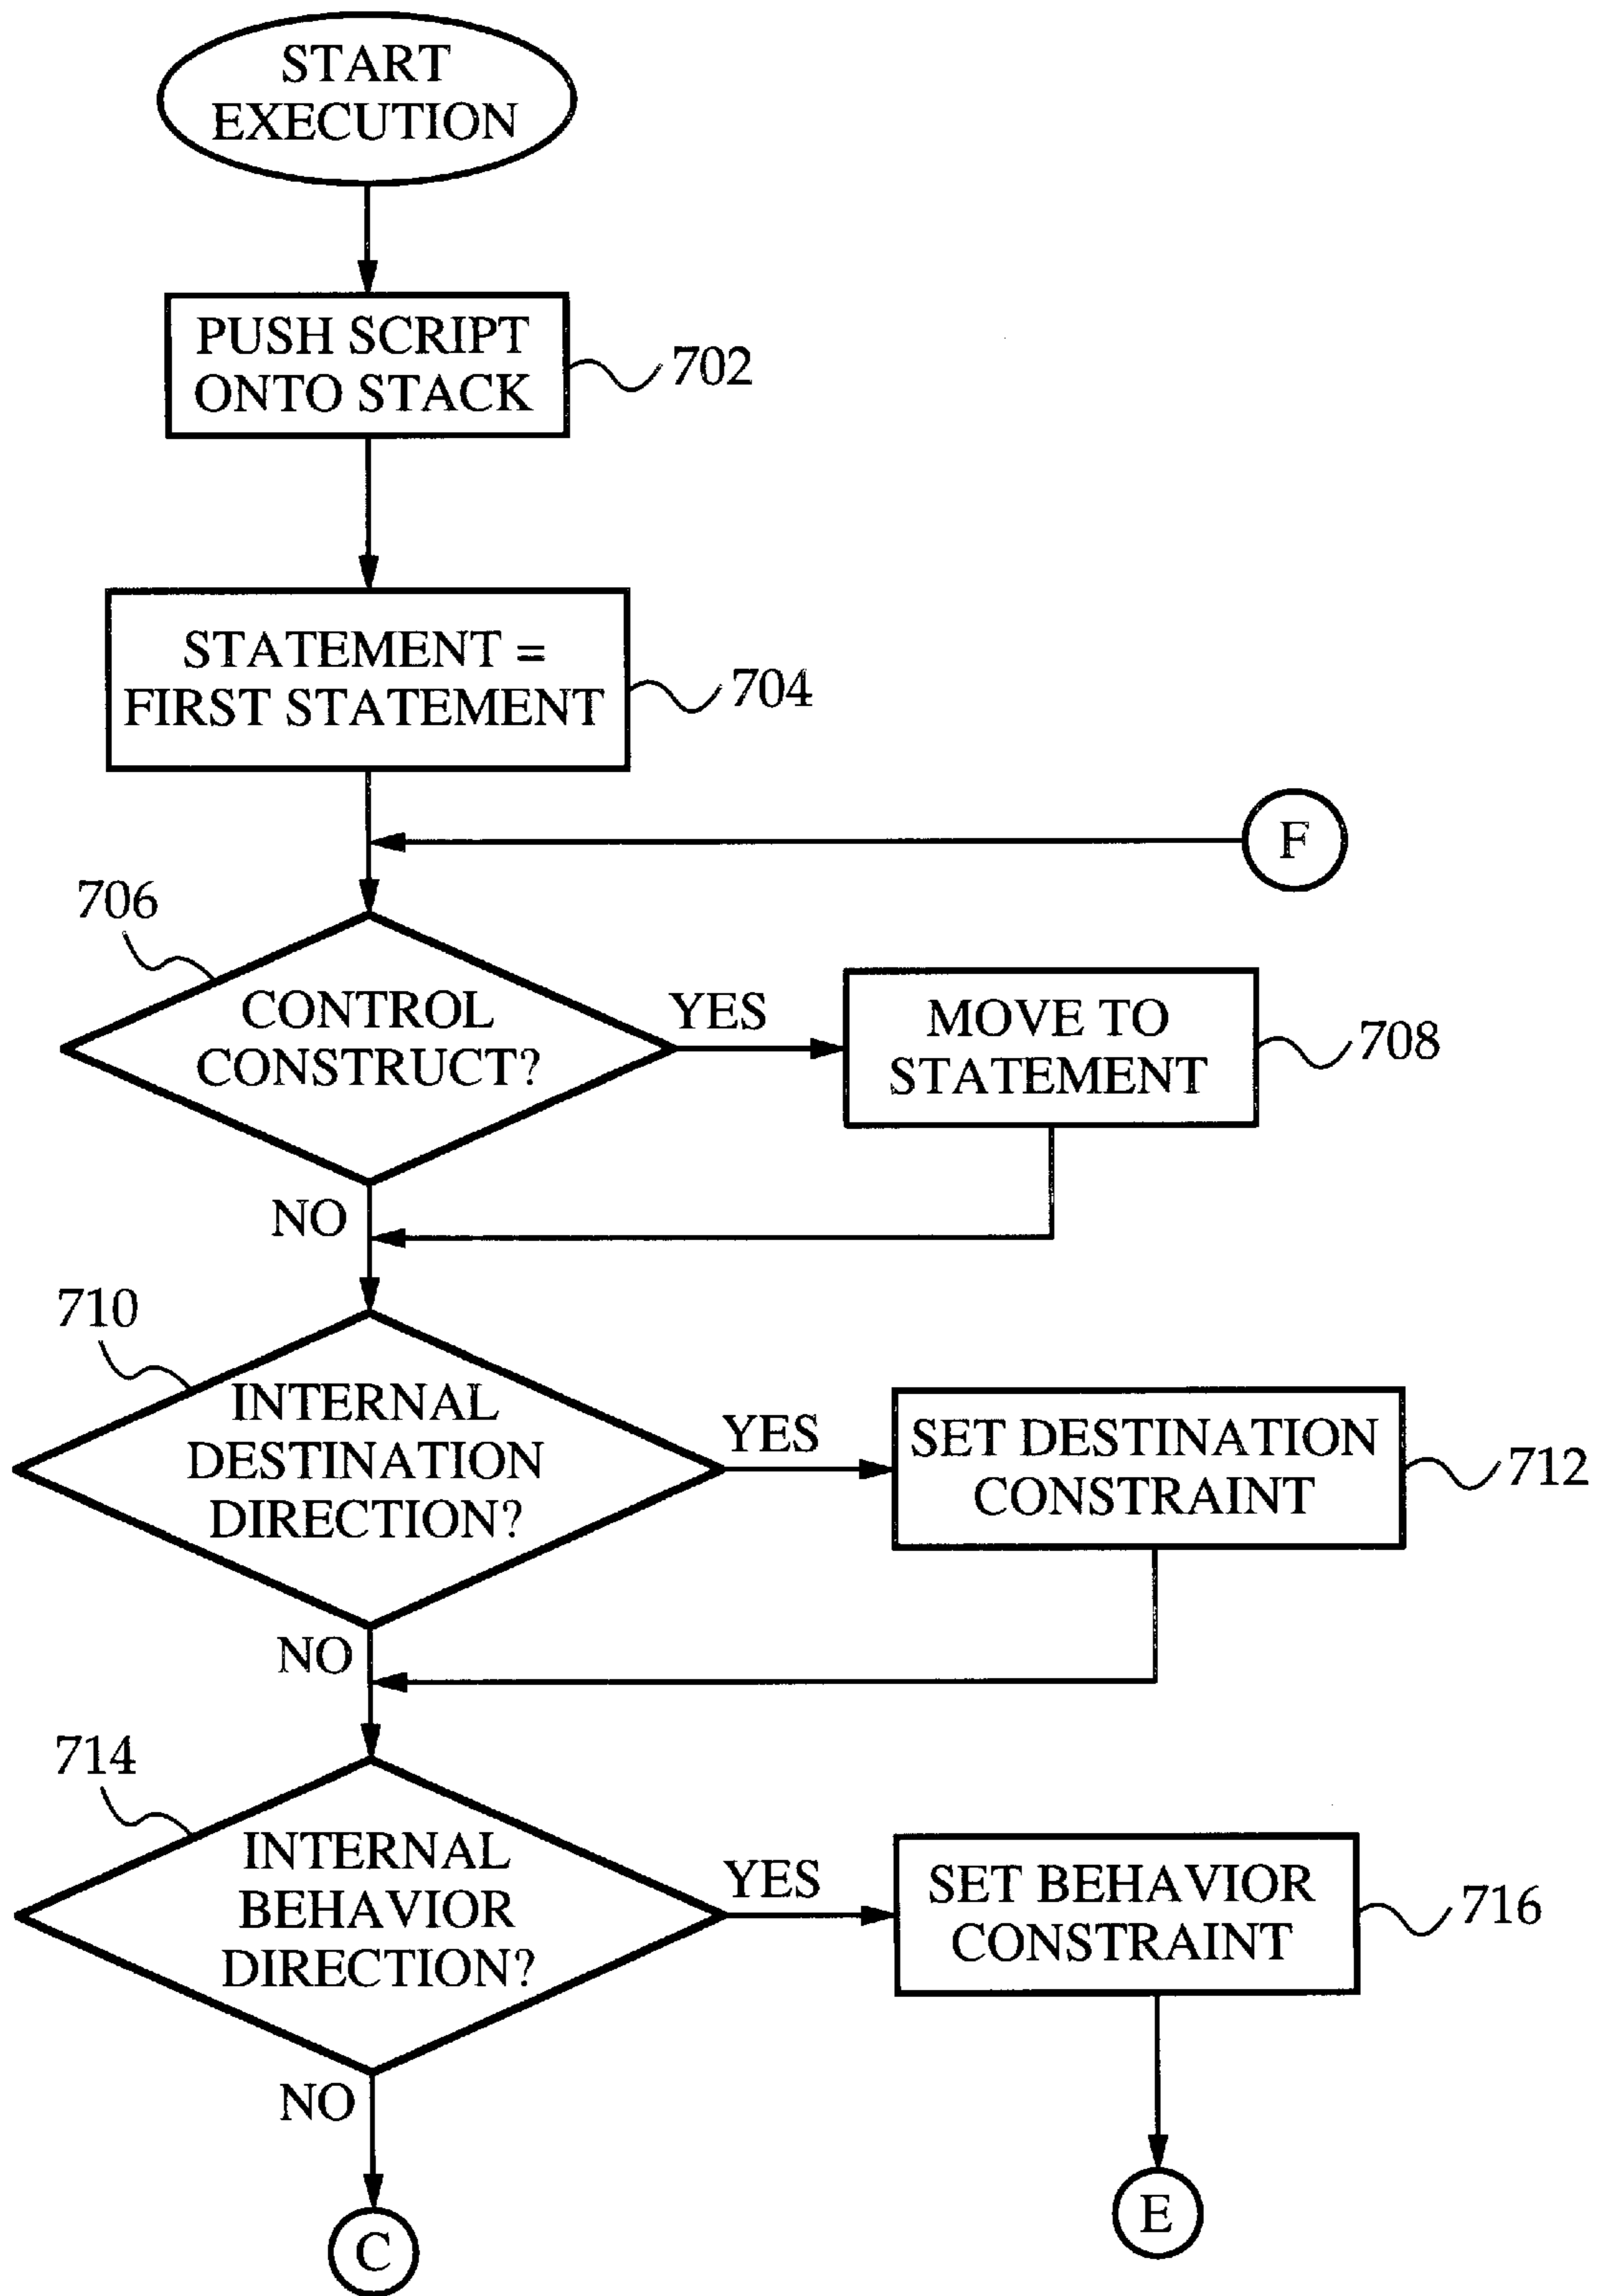 START
EXECUTION
PUSH SCRIPT
ONTO STACK
702
STATEMENT =
FIRST STATEMENT
704
F
706
CONTROL
CONSTRUCT?
YES
MOVE TO
STATEMENT
708
NO
710
INTERNAL
DESTINATION
DIRECTION?
YES
SET DESTINATION
CONSTRAINT
712
NO
714
INTERNAL
BEHAVIOR
DIRECTION?
YES
SET BEHAVIOR
CONSTRAINT
716
NO
C
E